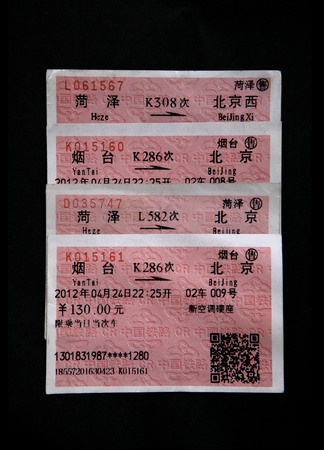 L061567 菏泽 售
菏泽 K308次 北京西
Heze BeiJingXi
K015160 烟台 售
烟台 K286次 北京
YanTai BeiJing
2012年04月24日22:25开 02车 008号
D035747 菏泽 售
菏泽 L582次 北京
Heze BeiJing
K015161 烟台 售
烟台 K286次 北京
YanTai BeiJing
2012年04月24日22:25开 02车 009号
¥130.00元 新空调硬座
限乘当日当次车
1301831987****1280
18557201630423 K015161